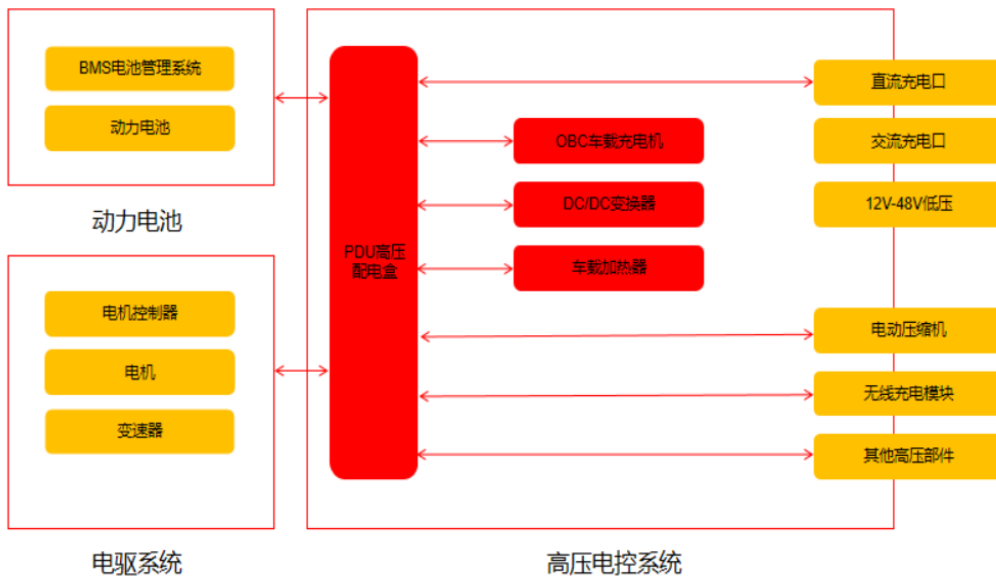 BMS电池管理系统
动力电池
动力电池
电机控制器
电机
变速器
电驱系统
PDU高压
配电盒
OBC车载充电机
DC/DC变换器
车载加热器
直流充电口
交流充电口
12V-48V低压
电动压缩机
无线充电模块
其他高压部件
高压电控系统